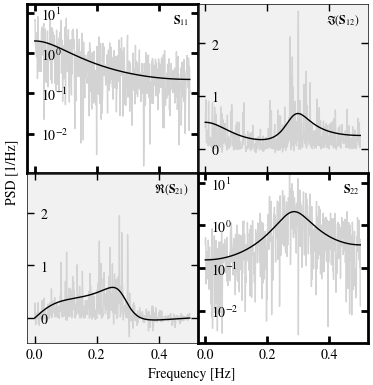 10¹ S₁₁
10⁰
10⁻¹
10⁻²
2 ℑ(S₁₂)
1
0
PSD [1/Hz]
2 ℜ(S₂₁)
1
0
10¹ S₂₂
10⁰
10⁻¹
10⁻²
0.0 0.2 0.4 0.0 0.2 0.4
Frequency [Hz]